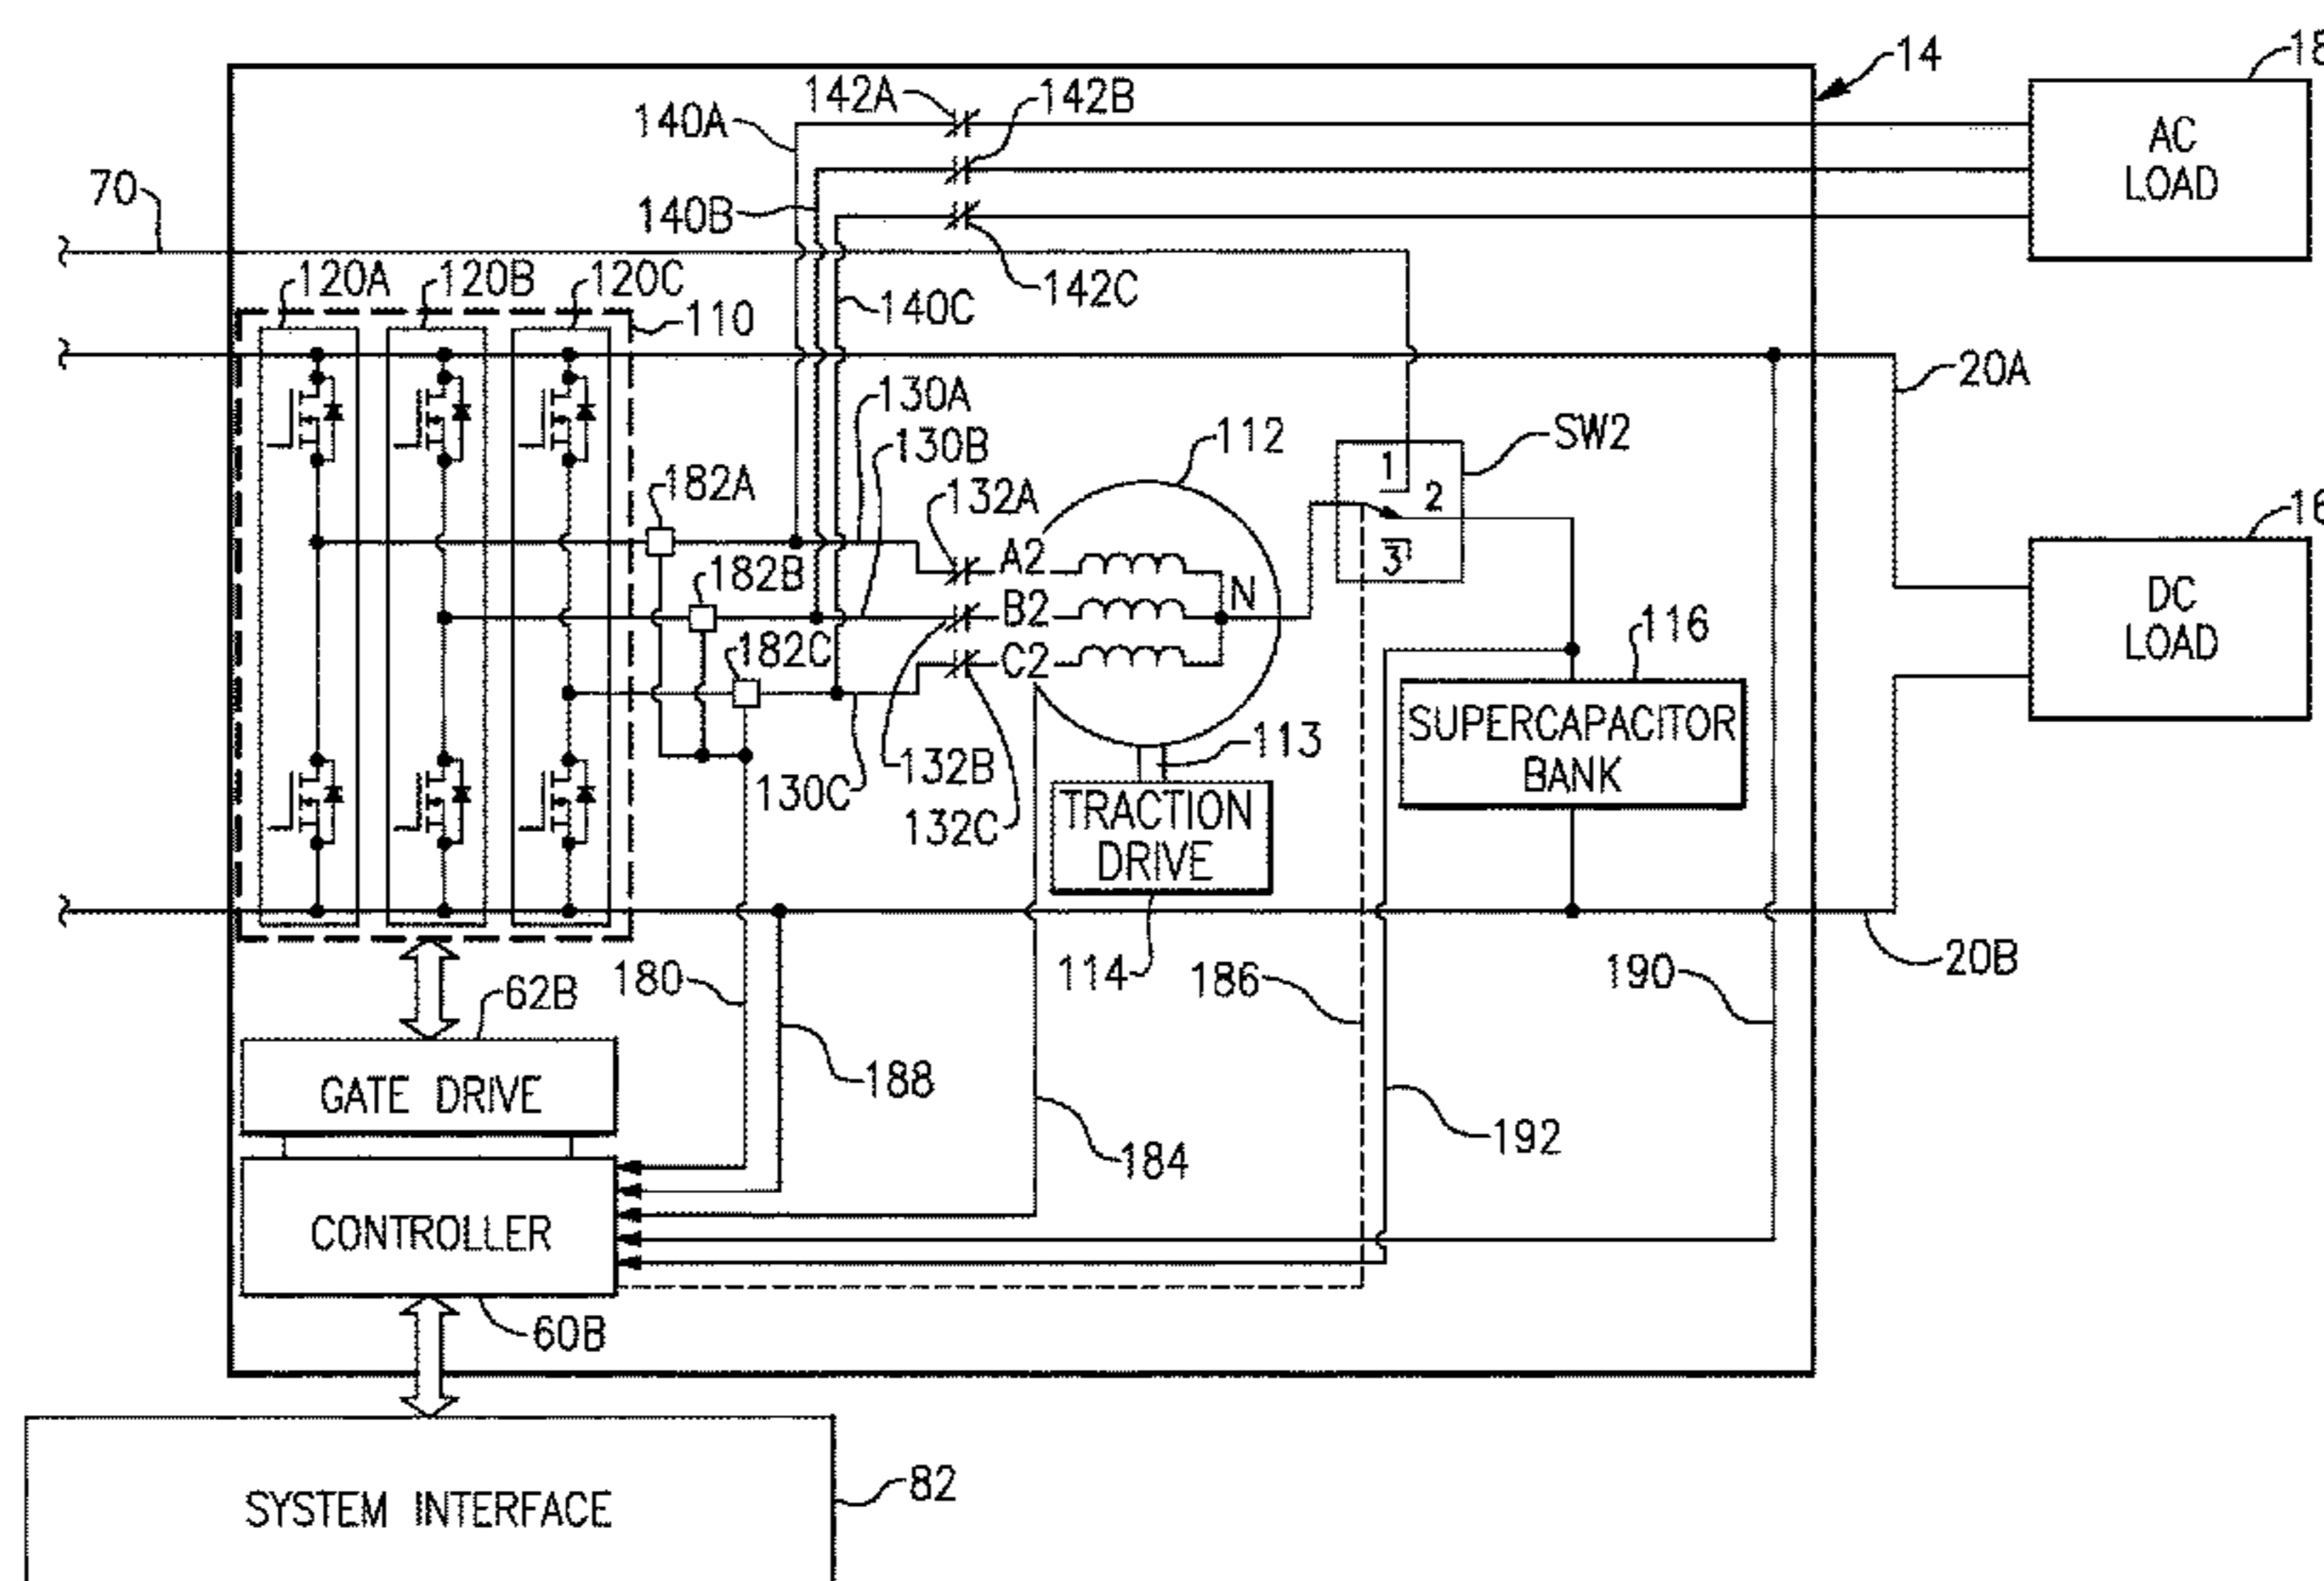 14
18
142A
142B
140A
AC
LOAD
70
140B
142C
120A
120B
120C
140C
110
20A
130A
130B
112
SW2
1
2
3
16
182A
132A
A2
182B
B2
N
DC
LOAD
182C
C2
116
SUPERCAPACITOR
BANK
113
132B
130C
132C
TRACTION
DRIVE
114
180
186
190
20B
62B
188
GATE DRIVE
184
192
CONTROLLER
60B
82
SYSTEM INTERFACE